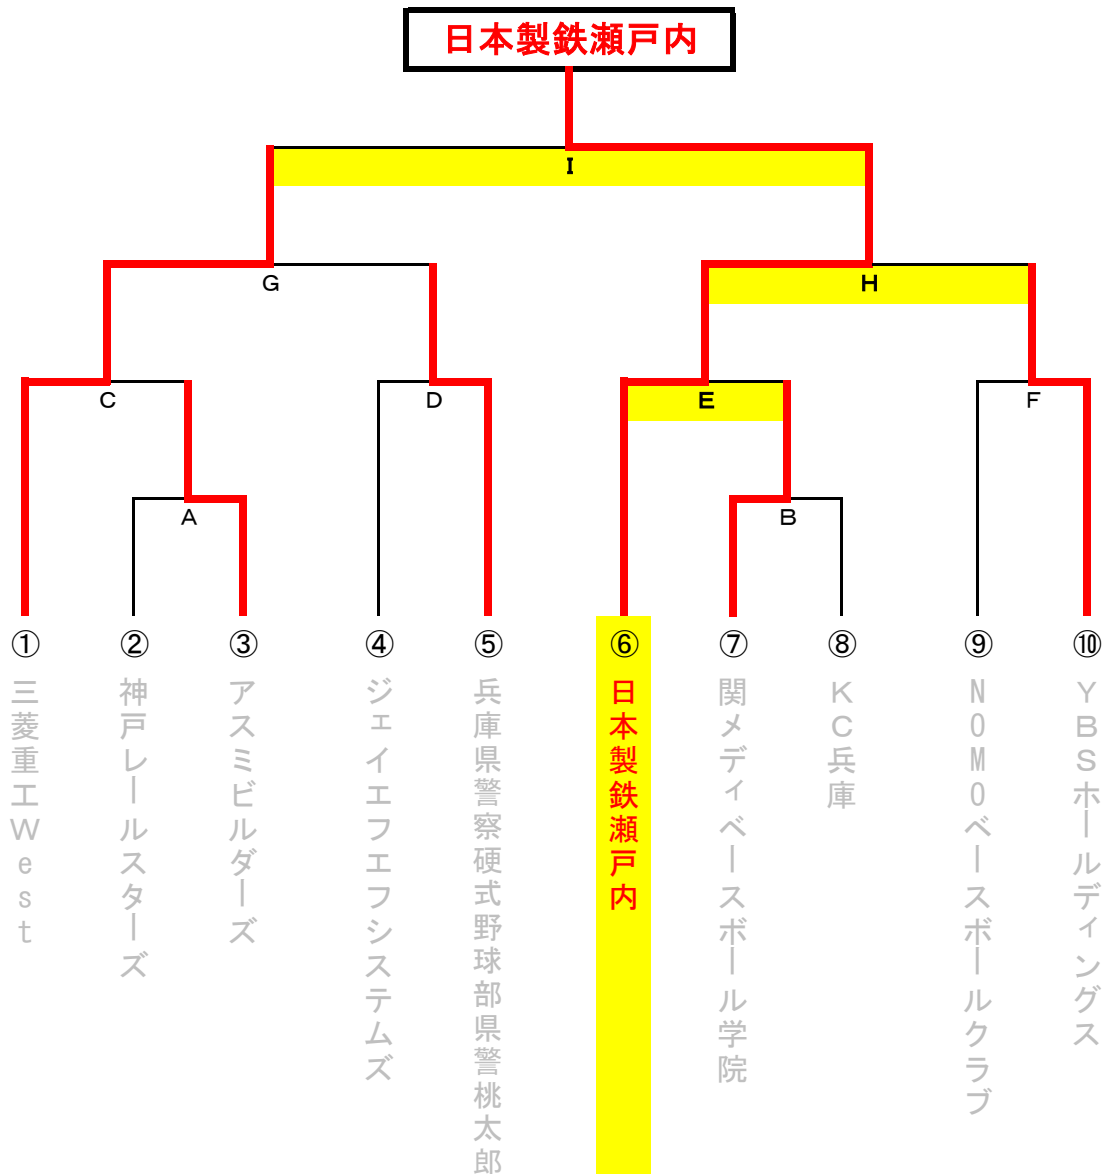 日本製鉄瀬戸内
I
G
H
C
D
E
F
A
B
①
②
③
④
⑤
⑥
⑦
⑧
⑨
⑩
三菱重工West
神戸レールスターズ
アスミビルダーズ
ジェイエフエフシステムズ
兵庫県警察硬式野球部県警桃太郎
日本製鉄瀬戸内
関メディベースボール学院
KC兵庫
NOMOベースボールクラブ
YBSホールディングス